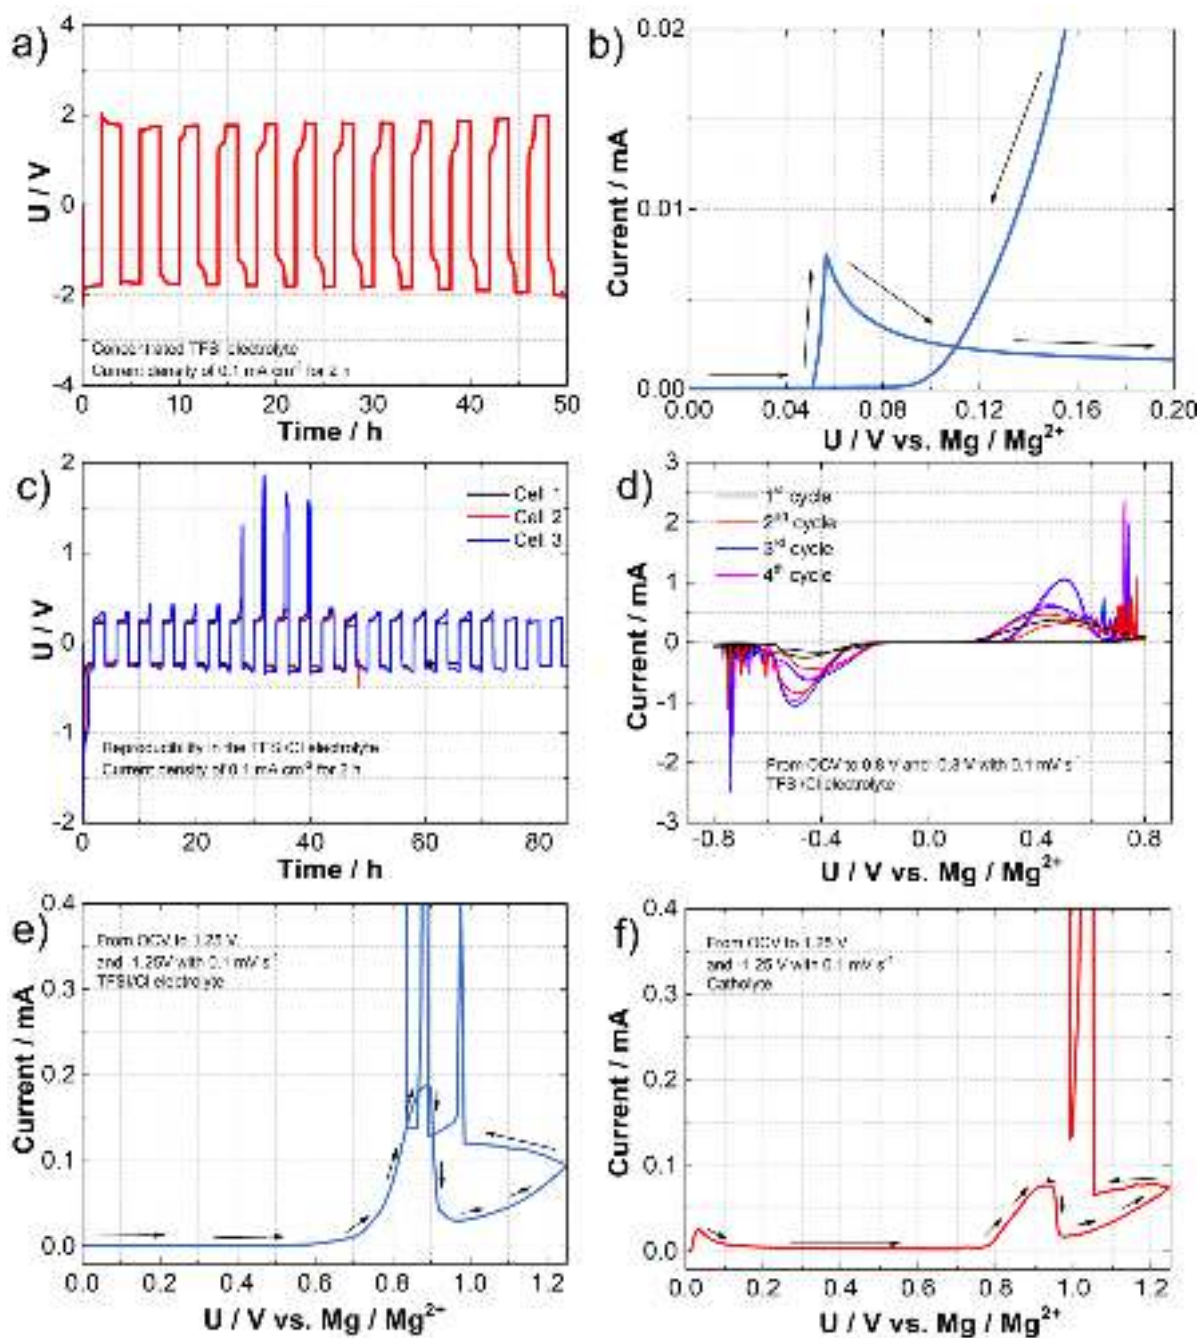 a)
4
2
0
-2
-4
U / V
Concentrated TFSI electrolyte
Current density of 0.1 mA cm⁻² for 2 h
0 10 20 30 40 50
Time / h
b)
0.02
0.01
0.00
Current / mA
0.00 0.04 0.08 0.12 0.16 0.20
U / V vs. Mg / Mg²⁺
c)
2
1
0
-1
-2
U / V
Cell 1
Cell 2
Cell 3
Reproducibility in the TFSI/Cl electrolyte
Current density of 0.1 mA cm⁻² for 2 h
0 20 40 60 80
Time / h
d)
3
2
1
0
-1
-2
-3
Current / mA
1st cycle
2nd cycle
3rd cycle
4th cycle
From OCV to 0.8 V and -0.8 V with 0.1 mV s⁻¹
TFSI/Cl electrolyte
-0.8 -0.4 0.0 0.4 0.8
U / V vs. Mg / Mg²⁺
e)
0.4
0.3
0.2
0.1
0.0
Current / mA
From OCV to 1.25 V
and -1.25V with 0.1 mV s⁻¹
TFSI/Cl electrolyte
0.0 0.2 0.4 0.6 0.8 1.0 1.2
U / V vs. Mg / Mg²⁺
f)
0.4
0.3
0.2
0.1
0.0
Current / mA
From OCV to 1.25 V
and -1.25 V with 0.1 mV s⁻¹
Catholyte
0.0 0.2 0.4 0.6 0.8 1.0 1.2
U / V vs. Mg / Mg²⁺